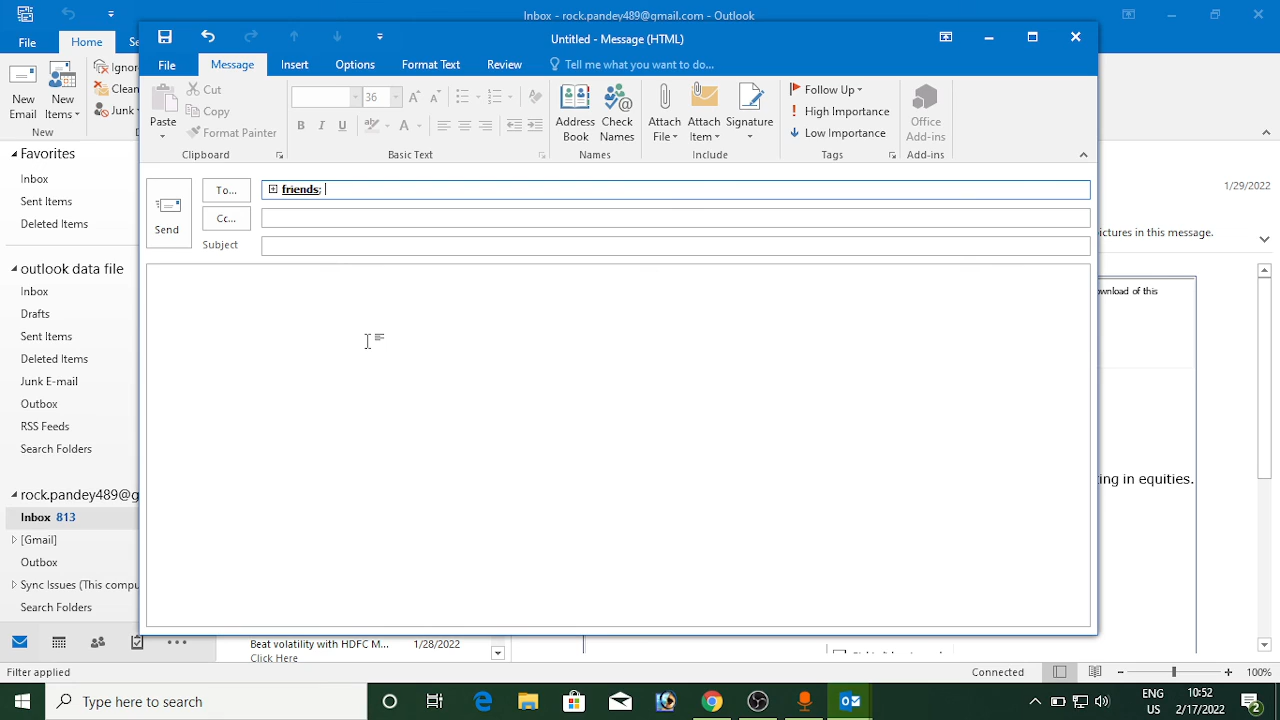 Inbox - rock.pandey489@gmail.com - Outlook
File
Home
Untitled - Message (HTML)
File
Message
Insert
Options
Format Text
Review
Tell me what you want to do...
New
Email
New
Items
Clean
Junk
New
Paste
Cut
Copy
Format Painter
Clipboard
36
B I U
Basic Text
Address
Book
Check
Names
Names
Attach
File
Attach
Item
Signature
Include
Follow Up
High Importance
Low Importance
Tags
Office
Add-ins
Add-ins
Favorites
Inbox
Sent Items
Deleted Items
outlook data file
Inbox
Drafts
Sent Items
Deleted Items
Junk E-mail
Outbox
RSS Feeds
Search Folders
rock.pandey489@g
Inbox 813
[Gmail]
Outbox
Sync Issues (This compu
Search Folders
Send
To...
friends;
Cc...
Subject
1/29/2022
ictures in this message.
ownload of this
ing in equities.
Beat volatility with HDFC M...
1/28/2022
Click Here
Filter applied
Connected
100%
Type here to search
ENG
US
10:52
2/17/2022
2